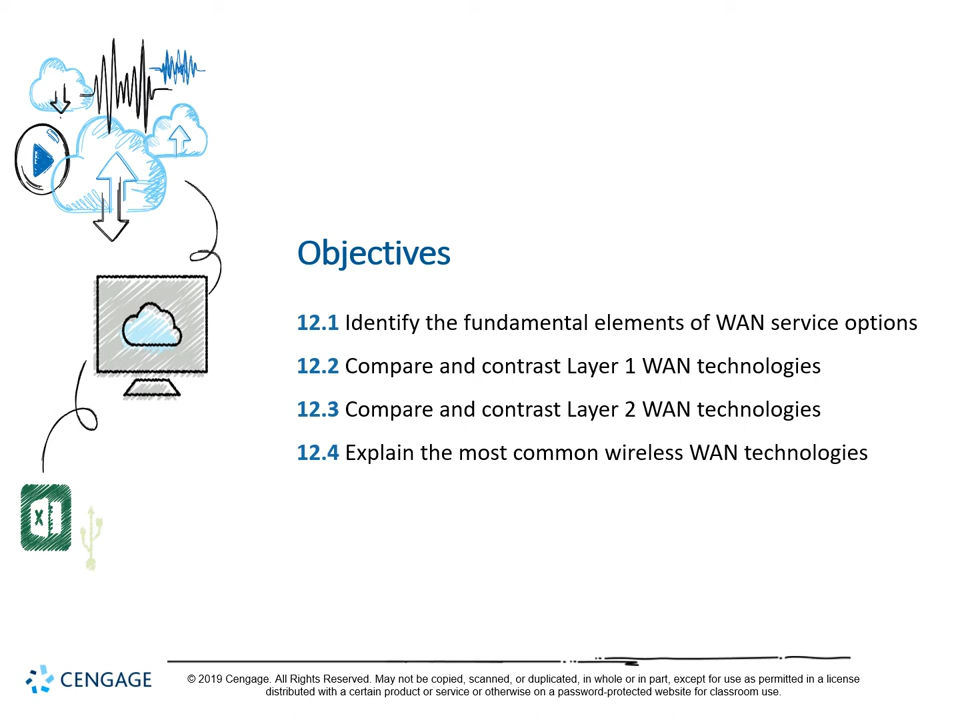 Objectives
12.1 Identify the fundamental elements of WAN service options
12.2 Compare and contrast Layer 1 WAN technologies
12.3 Compare and contrast Layer 2 WAN technologies
12.4 Explain the most common wireless WAN technologies
X
CENGAGE
© 2019 Cengage. All Rights Reserved. May not be copied, scanned, or duplicated, in whole or in part, except for use as permitted in a license
distributed with a certain product or service or otherwise on a password-protected website for classroom use.